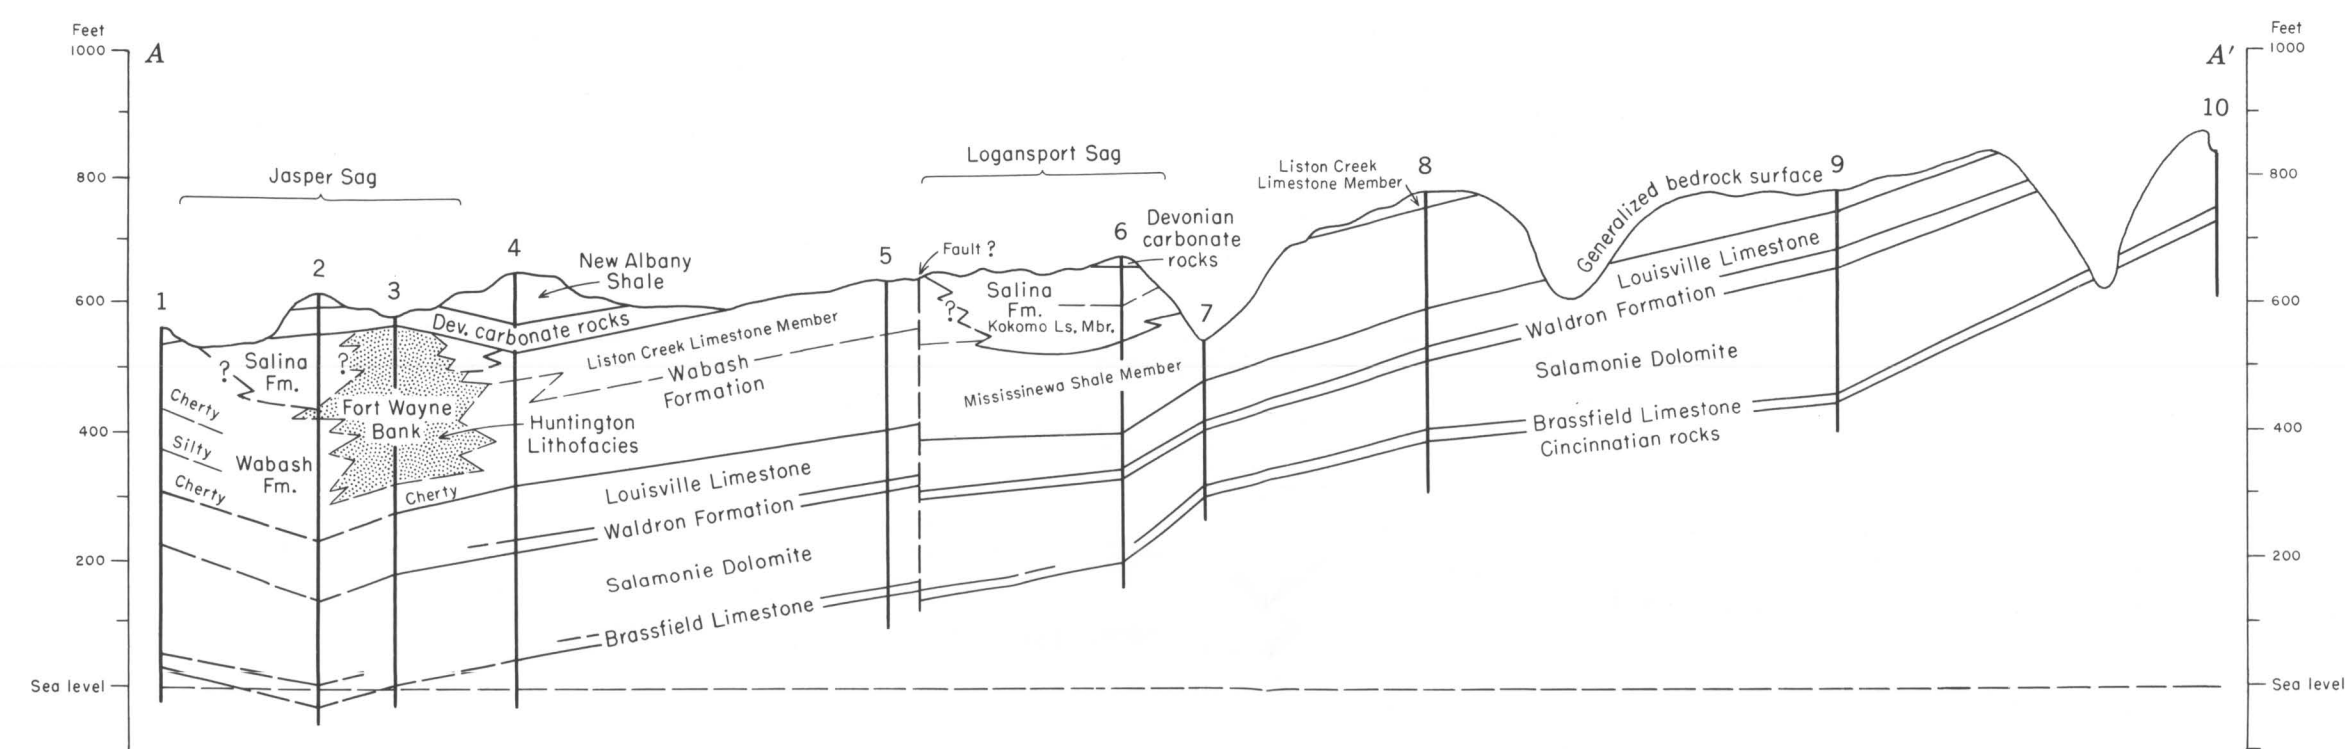 Feet
1000
A
Feet
1000
A'
10
800
Jasper Sag
Logansport Sag
Liston Creek
Limestone Member
8
Generalized bedrock surface
9
800
1
2
3
4
New Albany
Shale
5
Fault ?
6
Devonian
carbonate
rocks
7
600
600
Dev. carbonate rocks
Liston Creek Limestone Member
Wabash
Formation
?
Salina
Fm.
Kokomo Ls. Mbr.
Mississinewa Shale Member
Louisville Limestone
Waldron Formation
Salamonie Dolomite
Brassfield Limestone
Cincinnatian rocks
?
Salina
Fm.
?
Fort Wayne
Bank
Huntington
Lithofacies
Cherty
Silty
Cherty
Wabash
Fm.
Cherty
400
400
Louisville Limestone
Waldron Formation
Salamonie Dolomite
Brassfield Limestone
200
200
Sea level
Sea level